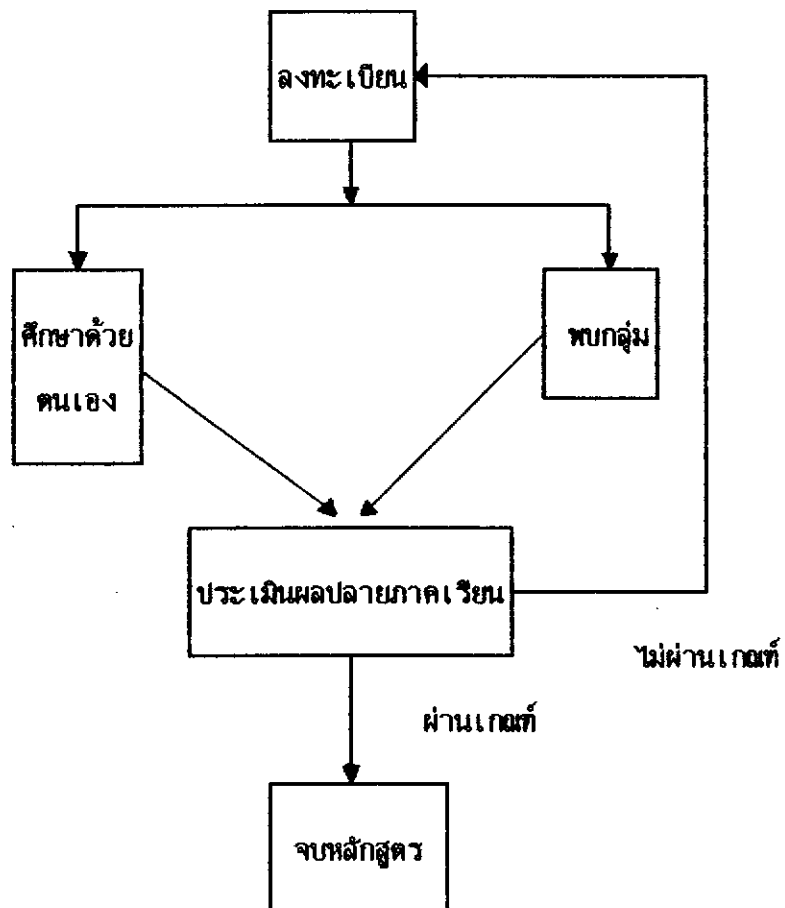 ลงทะเบียน
ศึกษาด้วย
ตนเอง
พบกลุ่ม
ประเมินผลปลายภาคเรียน
ไม่ผ่านเกณฑ์
ผ่านเกณฑ์
จบหลักสูตร